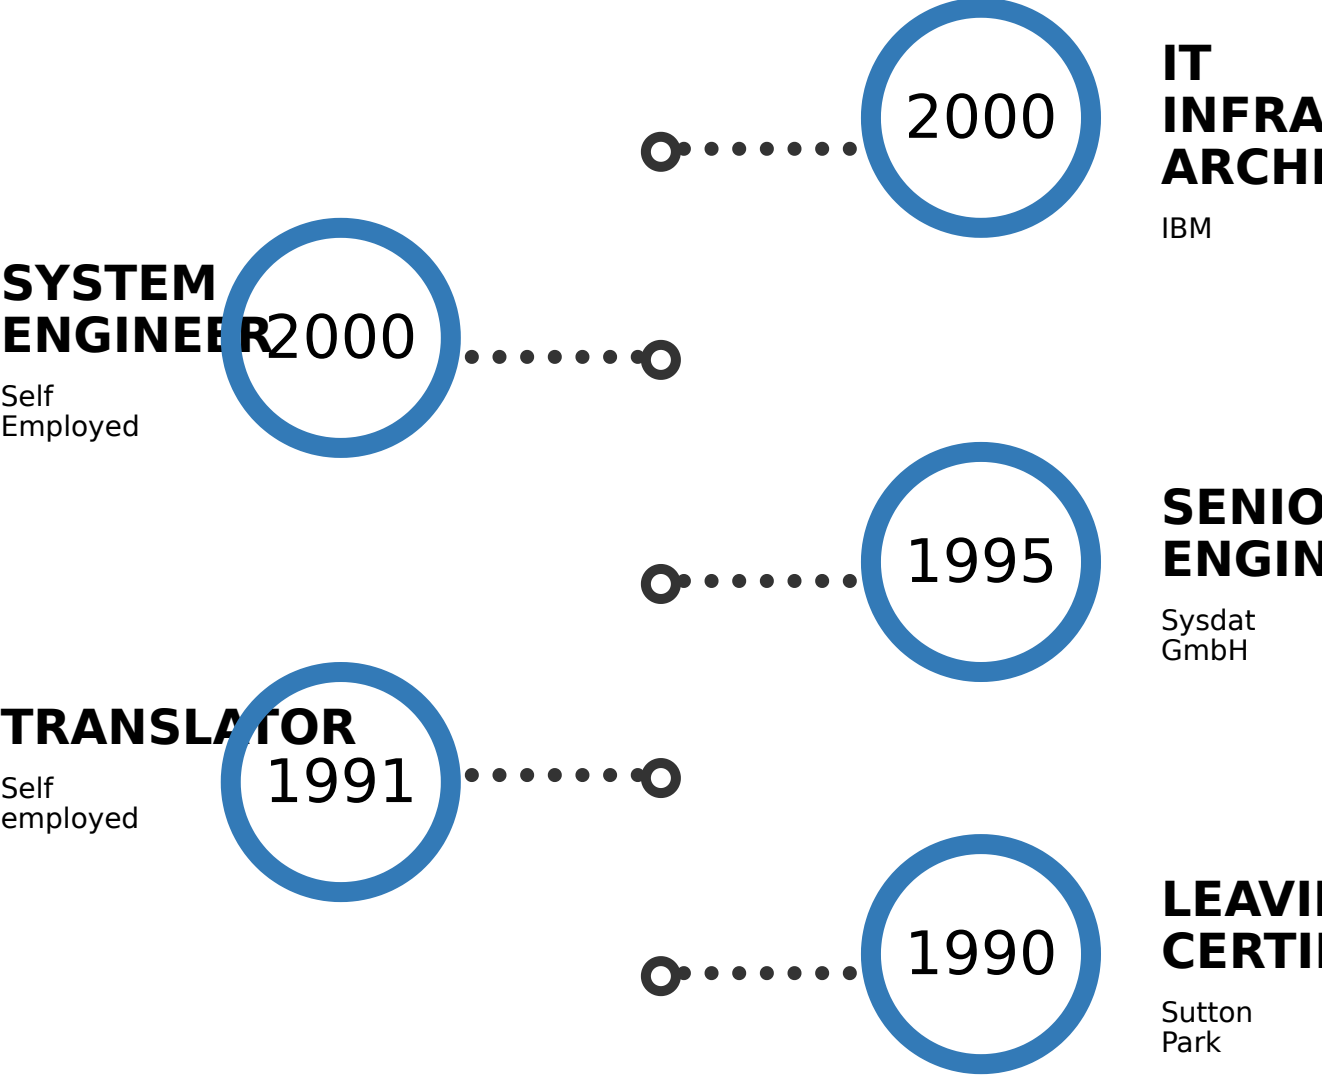 2000
IT
IBM
SYSTEM
ENGINEER
2000
Self
Employed
1995
Sysdat
GmbH
TRANSLATOR
1991
Self
employed
1990
Sutton
Park